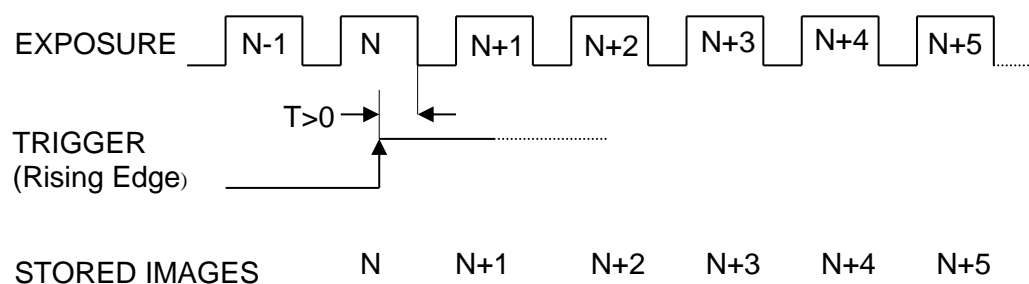 EXPOSURE N-1 N N+1 N+2 N+3 N+4 N+5
T>0
TRIGGER
(Rising Edge)
STORED IMAGES N N+1 N+2 N+3 N+4 N+5